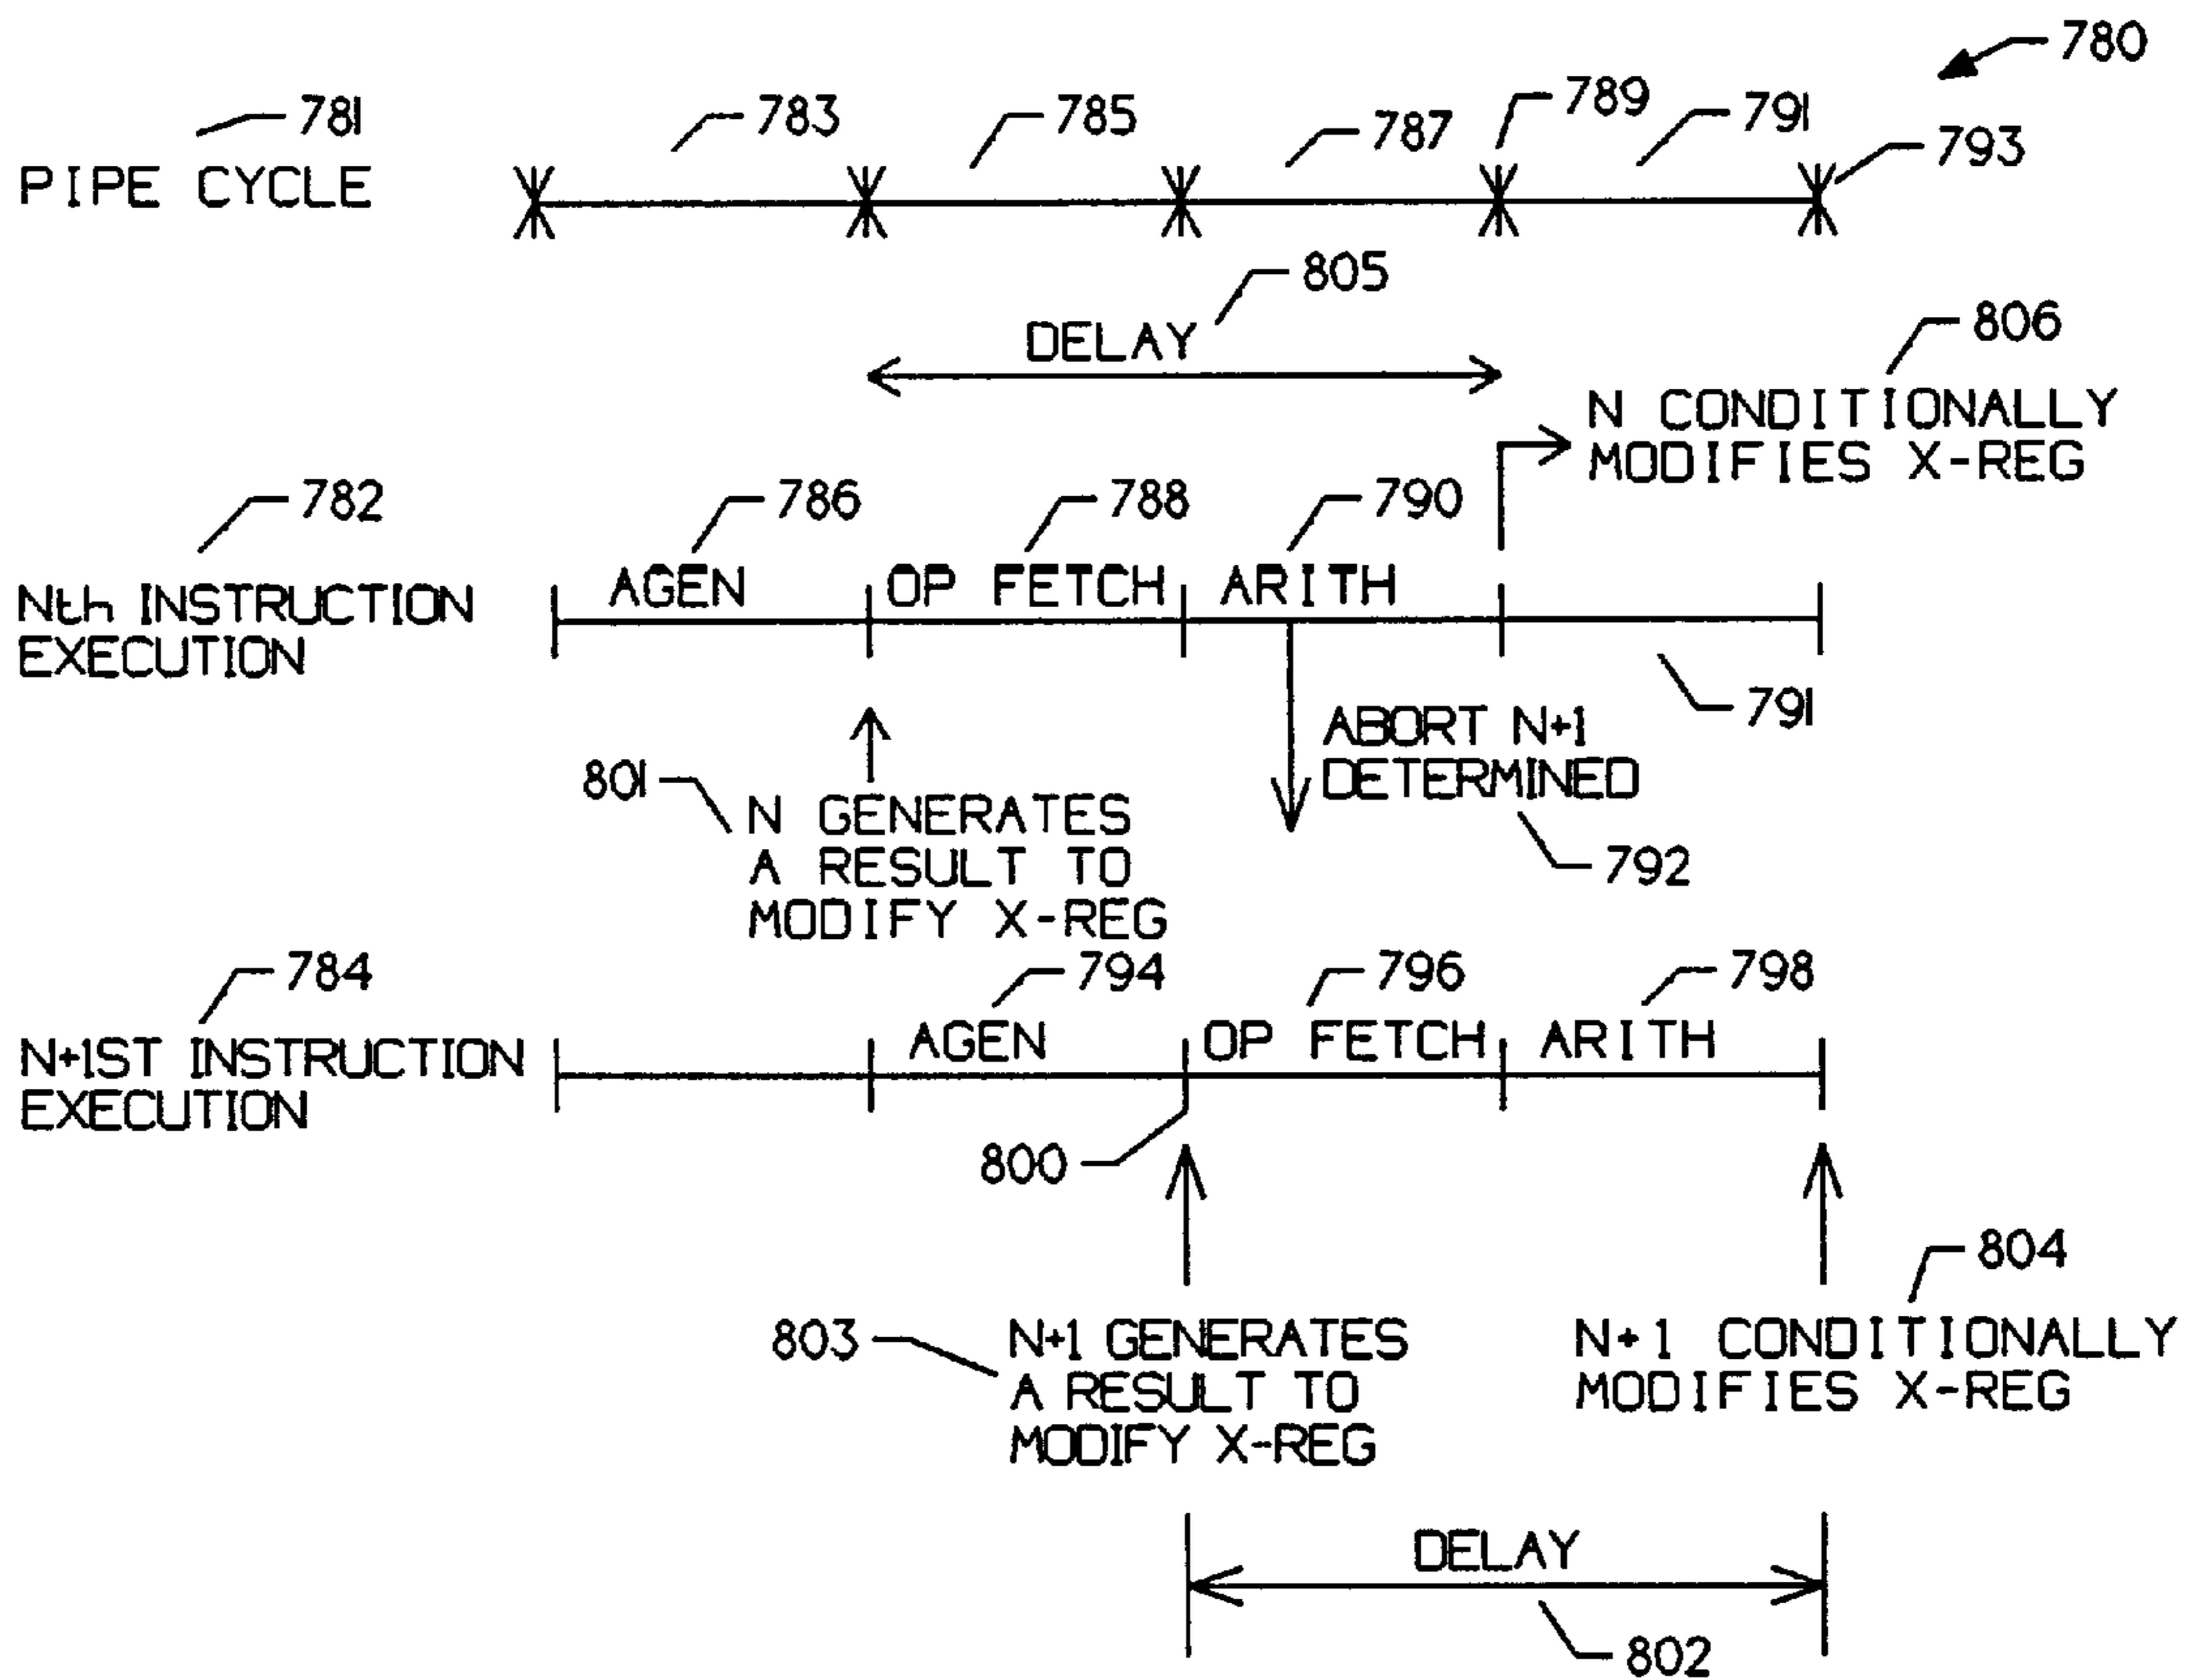 780
781
783
785
787
789
791
793
PIPE CYCLE
805
DELAY
806
N CONDITIONALLY
MODIFIES X-REG
782
786
788
790
Nth INSTRUCTION
EXECUTION
AGEN
OP FETCH
ARITH
791
801
N GENERATES
A RESULT TO
MODIFY X-REG
ABORT N+1
DETERMINED
792
784
794
796
798
N+1ST INSTRUCTION
EXECUTION
AGEN
OP FETCH
ARITH
800
803
N+1 GENERATES
A RESULT TO
MODIFY X-REG
804
N+1 CONDITIONALLY
MODIFIES X-REG
DELAY
802